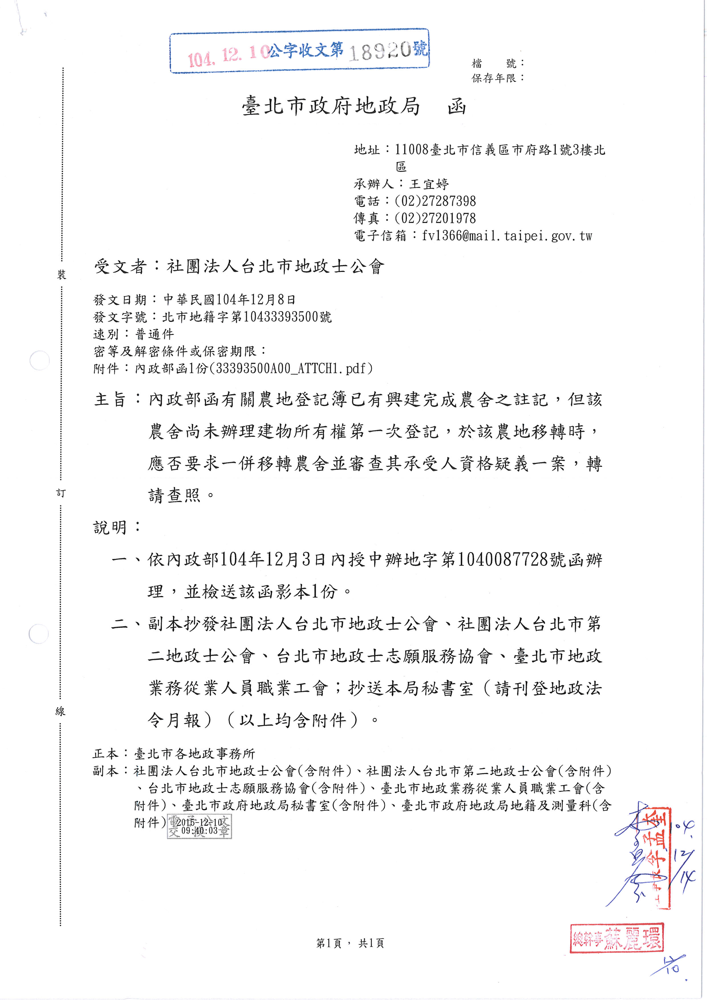 104.12.10公字收文第18920號
檔　　號：
保存年限：
臺北市政府地政局　函
地址：11008臺北市信義區市府路1號3樓北
區
承辦人：王宜婷
電話：(02)27287398
傳真：(02)27201978
電子信箱：fv1366@mail.taipei.gov.tw
受文者：社團法人台北市地政士公會
發文日期：中華民國104年12月8日
發文字號：北市地籍字第10433393500號
速別：普通件
密等及解密條件或保密期限：
附件：內政部函1份(33393500A00_ATTCH1.pdf)
主旨：內政部函有關農地登記簿已有興建完成農舍之註記，但該
農舍尚未辦理建物所有權第一次登記，於該農地移轉時，
應否要求一併移轉農舍並審查其承受人資格疑義一案，轉
請查照。
說明：
一、依內政部104年12月3日內授中辦地字第1040087728號函辦
理，並檢送該函影本1份。
二、副本抄發社團法人台北市地政士公會、社團法人台北市第
二地政士公會、台北市地政士志願服務協會、臺北市地政
業務從業人員職業工會；抄送本局秘書室（請刊登地政法
令月報）（以上均含附件）。
正本：臺北市各地政事務所
副本：社團法人台北市地政士公會(含附件)、社團法人台北市第二地政士公會(含附件)
、台北市地政士志願服務協會(含附件)、臺北市地政業務從業人員職業工會(含
附件)、臺北市政府地政局秘書室(含附件)、臺北市政府地政局地籍及測量科(含
附件)
2015-12-10
09:40:03
裝
訂
線
104.
12/14
第1頁，共1頁
總幹事蘇麗環
12/10